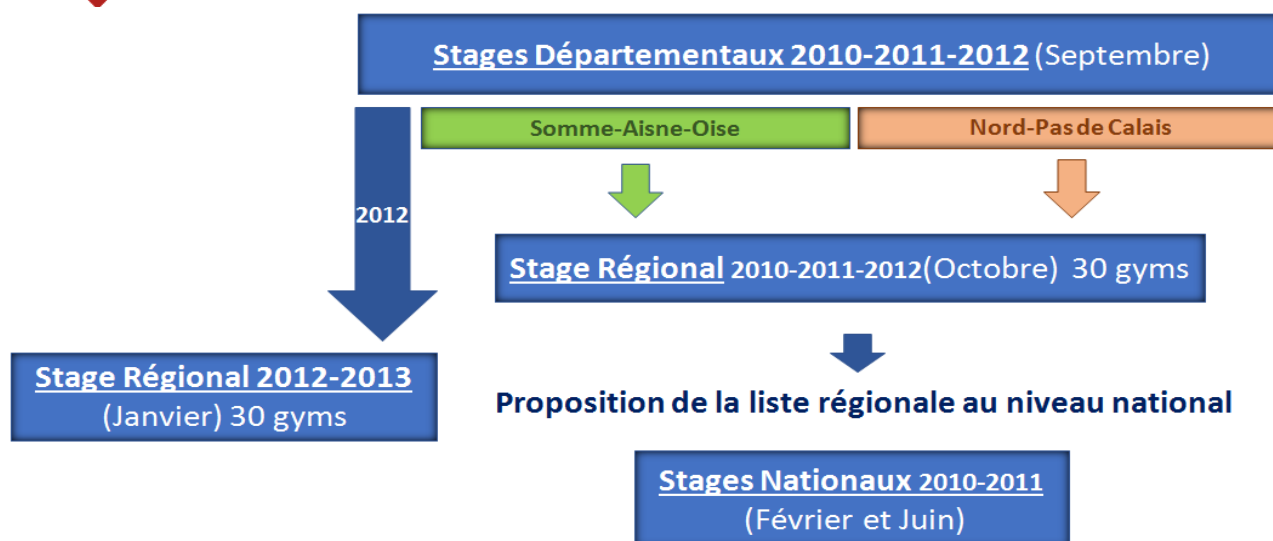 Stages Départementaux 2010-2011-2012 (Septembre)
Somme-Aisne-Oise
Nord-Pas de Calais
2012
Stage Régional 2010-2011-2012(Octobre) 30 gyms
Stage Régional 2012-2013
(Janvier) 30 gyms
Proposition de la liste régionale au niveau national
Stages Nationaux 2010-2011
(Février et Juin)